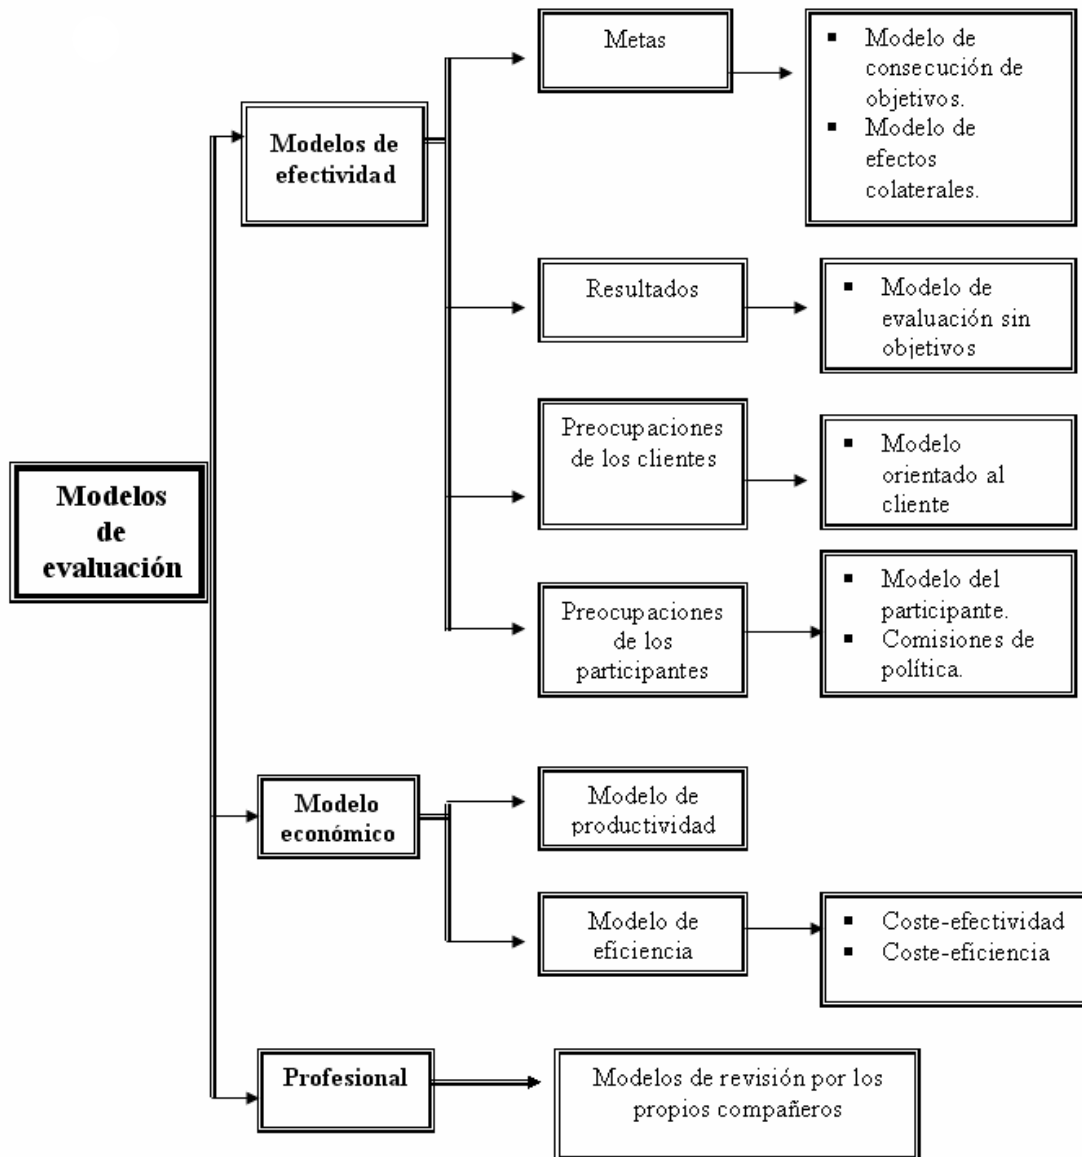 Modelos
de
evaluación
Modelos de
efectividad
Metas
▪ Modelo de
consecución de
objetivos.
▪ Modelo de
efectos
colaterales.
Resultados
▪ Modelo de
evaluación sin
objetivos
Preocupaciones
de los clientes
▪ Modelo
orientado al
cliente
Preocupaciones
de los
participantes
▪ Modelo del
participante.
▪ Comisiones de
política.
Modelo
económico
Modelo de
productividad
Modelo de
eficiencia
▪ Coste-efectividad
▪ Coste-eficiencia
Profesional
Modelos de revisión por los
propios compañeros